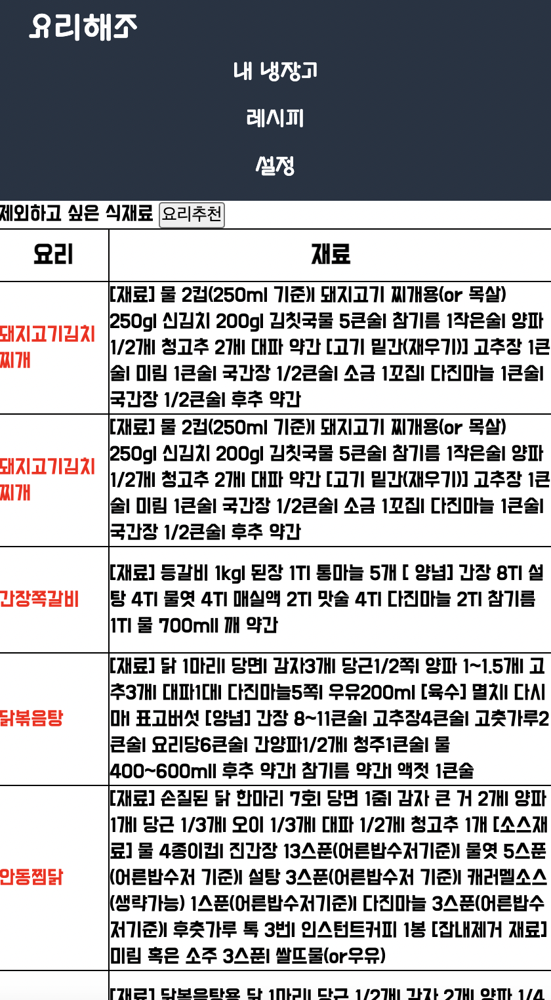 요리해조
내 냉장고
레시피
설정
제외하고 싶은 식재료 요리추천
요리 재료
돼지고기김치
찌개
[재료] 물 2컵(250ml 기준)| 돼지고기 찌개용(or 목살)
250g| 신김치 200g| 김칫국물 5큰술| 참기름 1작은술| 양파
1/2개| 청고추 2개| 대파 약간 [고기 밑간(재우기)] 고추장 1큰
술| 미림 1큰술| 국간장 1/2큰술| 소금 1꼬집| 다진마늘 1큰술|
국간장 1/2큰술| 후추 약간
돼지고기김치
찌개
[재료] 물 2컵(250ml 기준)| 돼지고기 찌개용(or 목살)
250g| 신김치 200g| 김칫국물 5큰술| 참기름 1작은술| 양파
1/2개| 청고추 2개| 대파 약간 [고기 밑간(재우기)] 고추장 1큰
술| 미림 1큰술| 국간장 1/2큰술| 소금 1꼬집| 다진마늘 1큰술|
국간장 1/2큰술| 후추 약간
간장쪽갈비
[재료] 등갈비 1kg| 된장 1T| 통마늘 5개 [ 양념] 간장 8T| 설
탕 4T| 물엿 4T| 매실액 2T| 맛술 4T| 다진마늘 2T| 참기름
1T| 물 700ml| 깨 약간
닭볶음탕
[재료] 닭 1마리| 당면| 감자3개| 당근1/2쪽| 양파 1~1.5개| 고
추3개| 대파1대| 다진마늘5쪽| 우유200ml [육수] 멸치| 다시
마| 표고버섯 [양념] 간장 8~11큰술| 고추장4큰술| 고춧가루2
큰술| 요리당6큰술| 간양파1/2개| 청주1큰술| 물
400~600ml| 후추 약간| 참기름 약간| 액젓 1큰술
안동찜닭
[재료] 손질된 닭 한마리 7호| 당면 1줌| 감자 큰 거 2개| 양파
1개| 당근 1/3개| 오이 1/3개| 대파 1/2개| 청고추 1개 [소스재
료] 물 4종이컵| 진간장 13스푼(어른밥수저기준)| 물엿 5스푼
(어른밥수저 기준)| 설탕 3스푼(어른밥수저 기준)| 캐러멜소스
(생략가능) 1스푼(어른밥수저기준)| 다진마늘 3스푼(어른밥수
저기준)| 후춧가루 톡 3번| 인스턴트커피 1봉 [잡내제거 재료]
미림 혹은 소주 3스푼| 쌀뜨물(or우유)
[재료] 닭볶음탕용 닭 1마리| 당근 1/2개| 감자 2개| 양파 1/4